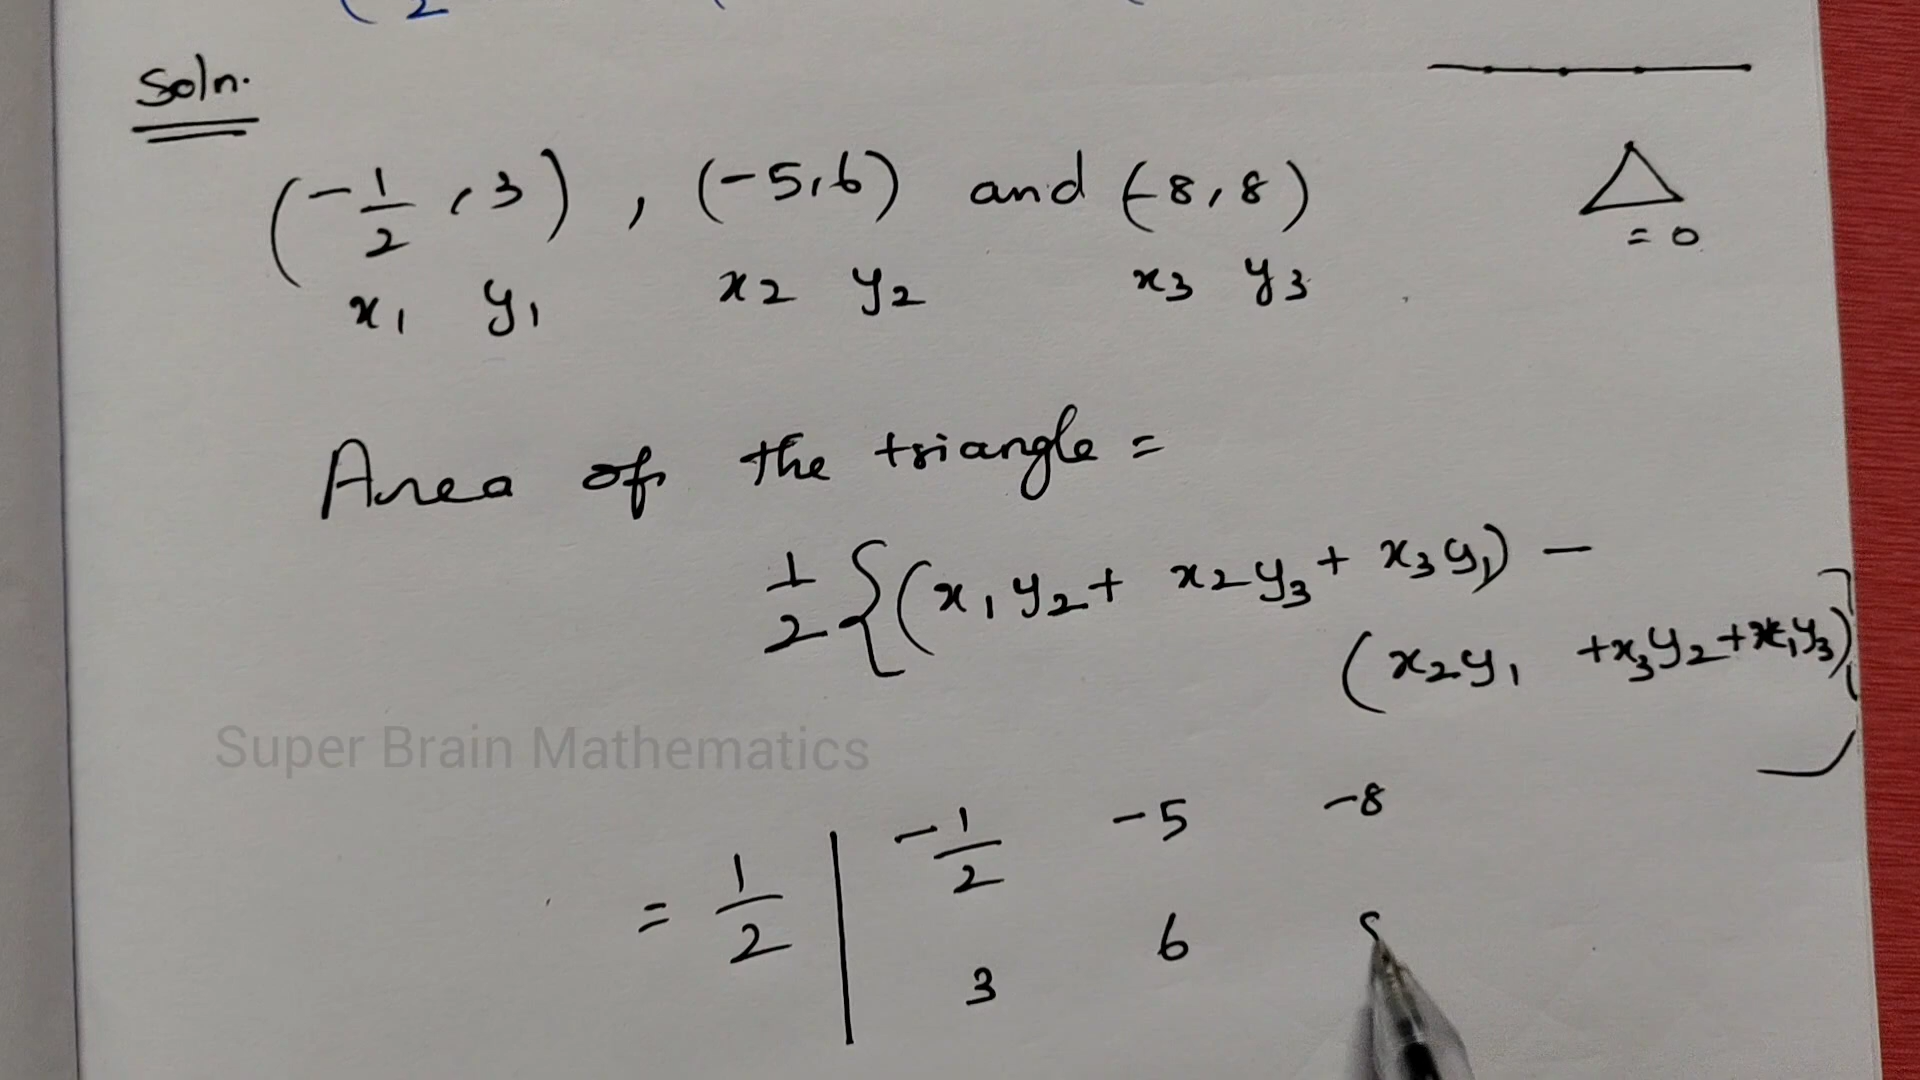 Soln.
(-1/2, 3), (-5, 6) and (-8, 8)
x1 y1 x2 y2 x3 y3
△
= 0
Area of the triangle =
1/2 {(x1y2 + x2y3 + x3y1) -
(x2y1 + x3y2 + x1y3)}
Super Brain Mathematics
= 1/2 | -1/2 -5 -8
3 6